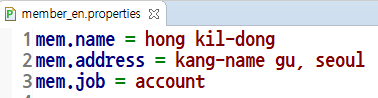 member_en.properties
1 mem.name = hong kil-dong
2 mem.address = kang-name gu, seoul
3 mem.job = account